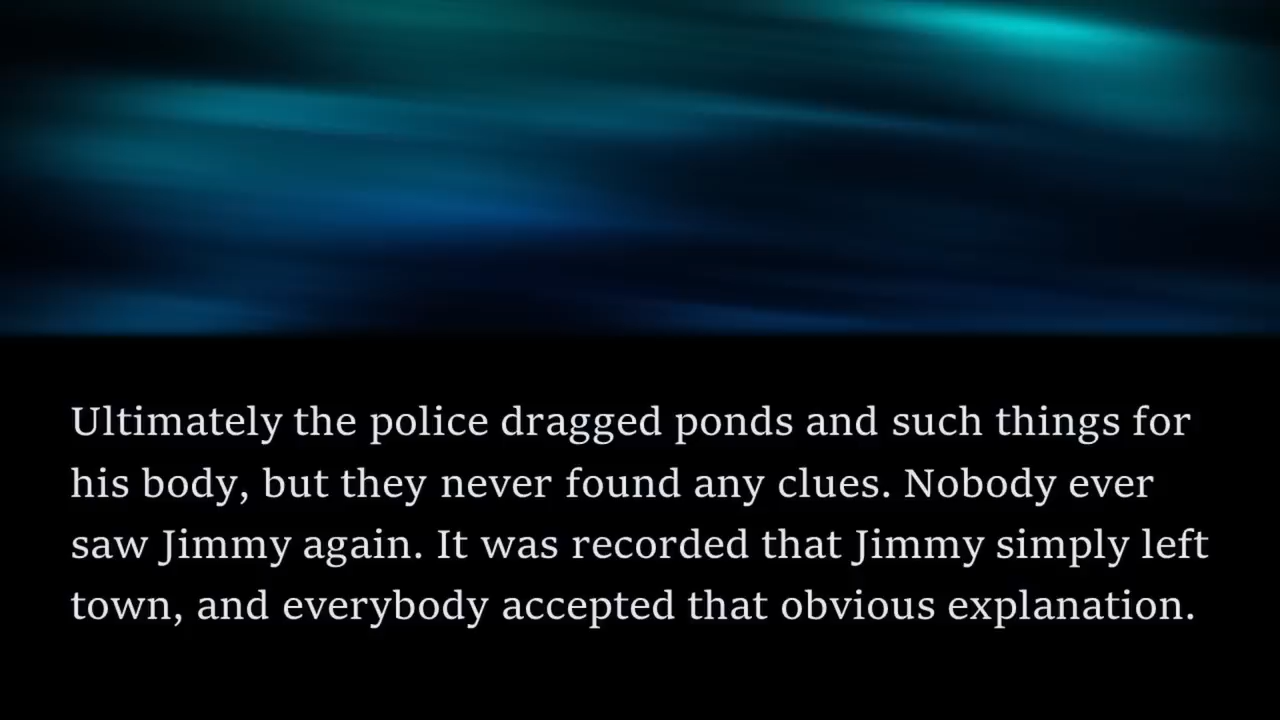 Ultimately the police dragged ponds and such things for
his body, but they never found any clues. Nobody ever
saw Jimmy again. It was recorded that Jimmy simply left
town, and everybody accepted that obvious explanation.